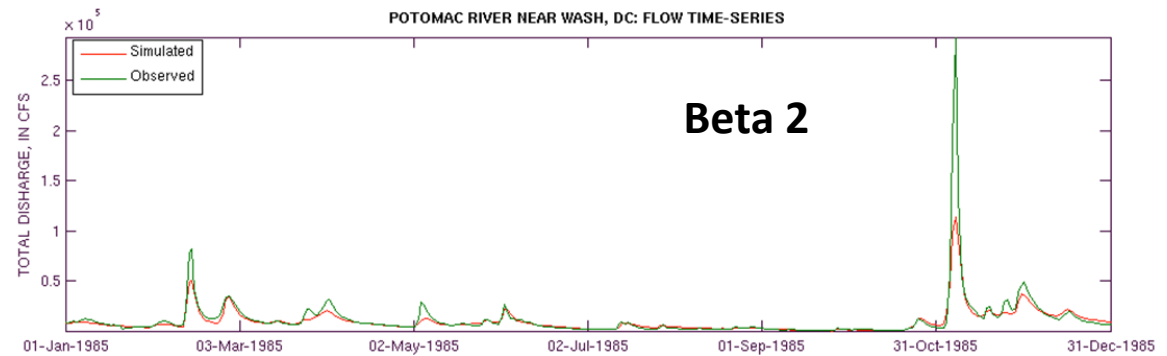 POTOMAC RIVER NEAR WASH, DC: FLOW TIME-SERIES
× 10⁵
Simulated
Observed
Beta 2
TOTAL DISHARGE, IN CFS
2.5
2
1.5
1
0.5
01-Jan-1985 03-Mar-1985 02-May-1985 02-Jul-1985 01-Sep-1985 31-Oct-1985 31-Dec-1985